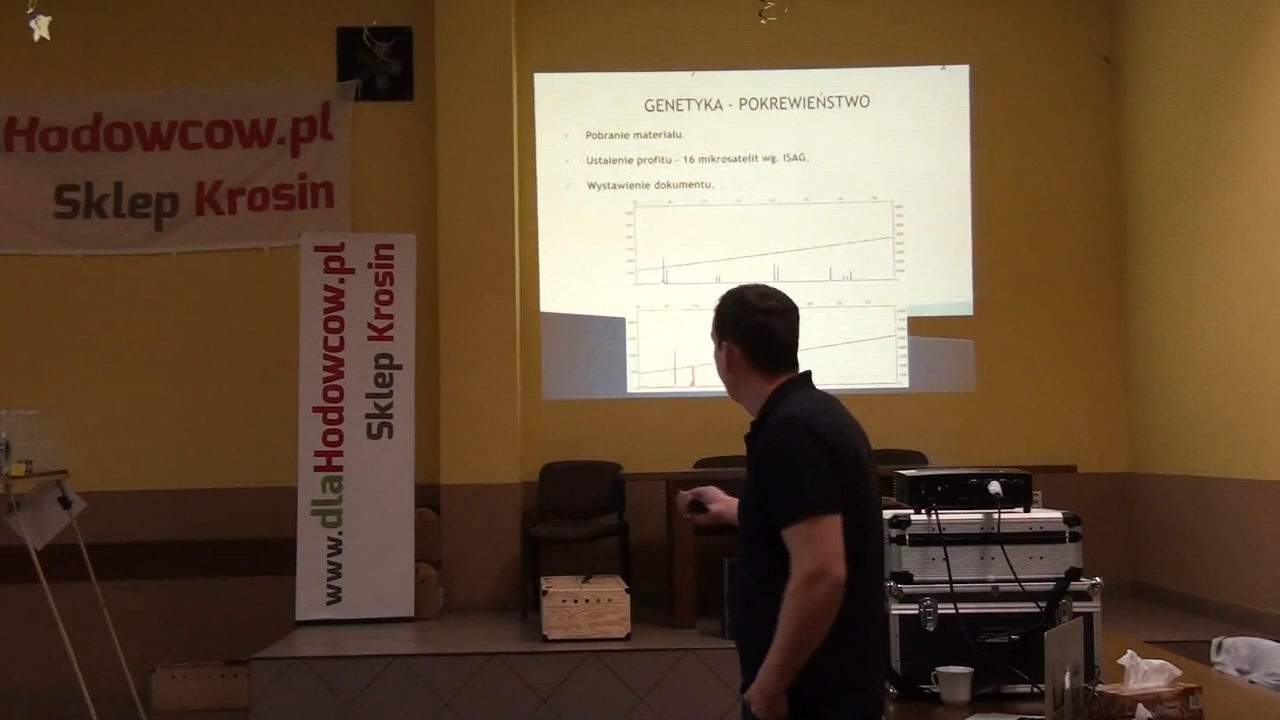 Hodowcow.pl
Sklep Krosin
www.dlaHodowcow.pl
Sklep Krosin
GENETYKA - POKREWIEŃSTWO
Pobranie materiału.
Ustalenie profitu - 16 mikrosatelit wg. ISAG.
Wystawienie dokumentu.